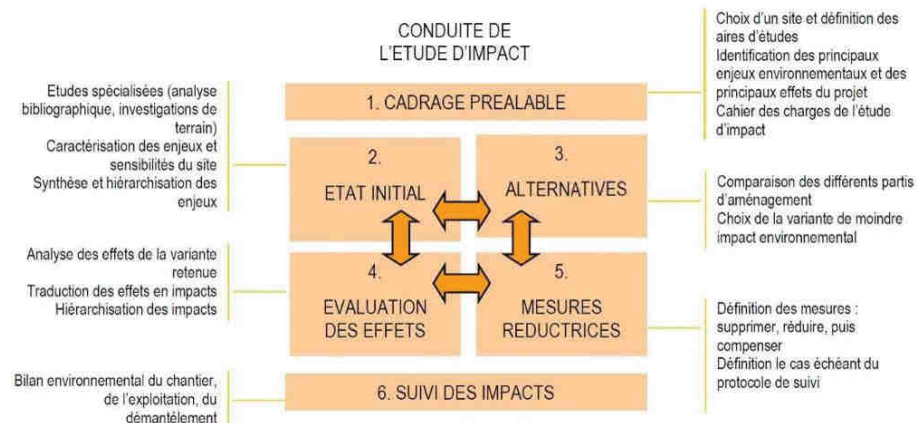 CONDUITE DE
L'ETUDE D'IMPACT
1. CADRAGE PREALABLE
Choix d'un site et définition des
aires d'études
Identification des principaux
enjeux environnementaux et des
principaux effets du projet
Cahier des charges de l'étude
d'impact
Etudes spécialisées (analyse
bibliographique, investigations de
terrain)
Caractérisation des enjeux et
sensibilités du site
Synthèse et hiérarchisation des
enjeux
2.
ETAT INITIAL
3.
ALTERNATIVES
Comparaison des différents partis
d'aménagement
Choix de la variante de moindre
impact environnemental
Analyse des effets de la variante
retenue
Traduction des effets en impacts
Hiérarchisation des impacts
4.
EVALUATION
DES EFFETS
5.
MESURES
REDUCTRICES
Définition des mesures :
supprimer, réduire, puis
compenser
Définition le cas échéant du
protocole de suivi
Bilan environnemental du chantier,
de l'exploitation, du
démantèlement
6. SUIVI DES IMPACTS